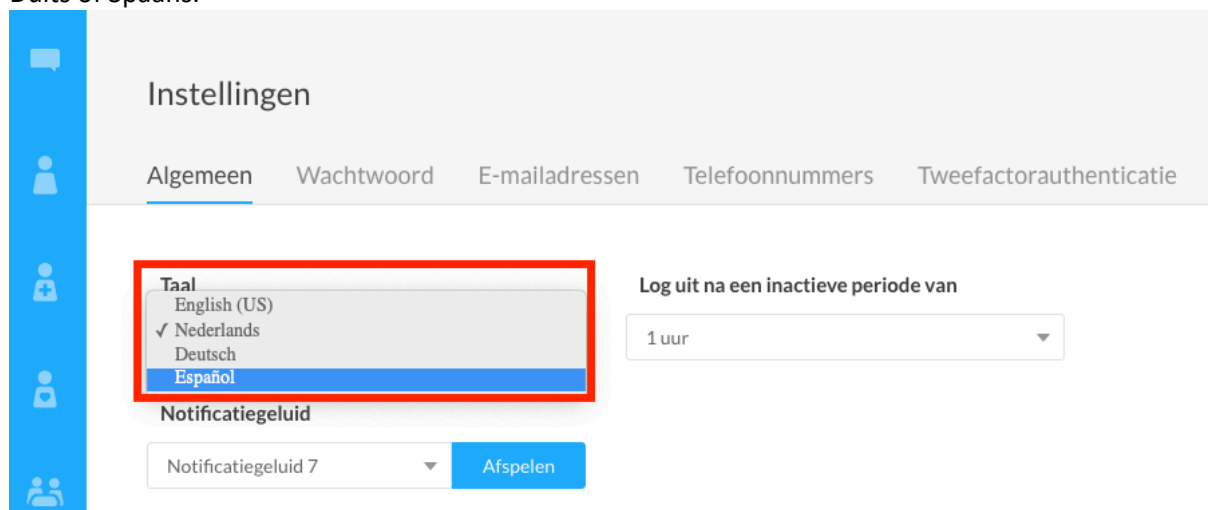 Duits of Spaans.
Instellingen
Algemeen Wachtwoord E-mailadressen Telefoonnummers Tweefactorauthenticatie
Taal
English (US)
✓ Nederlands
Deutsch
Español
Log uit na een inactieve periode van
1 uur
Notificatiegeluid
Notificatiegeluid 7
Afspelen